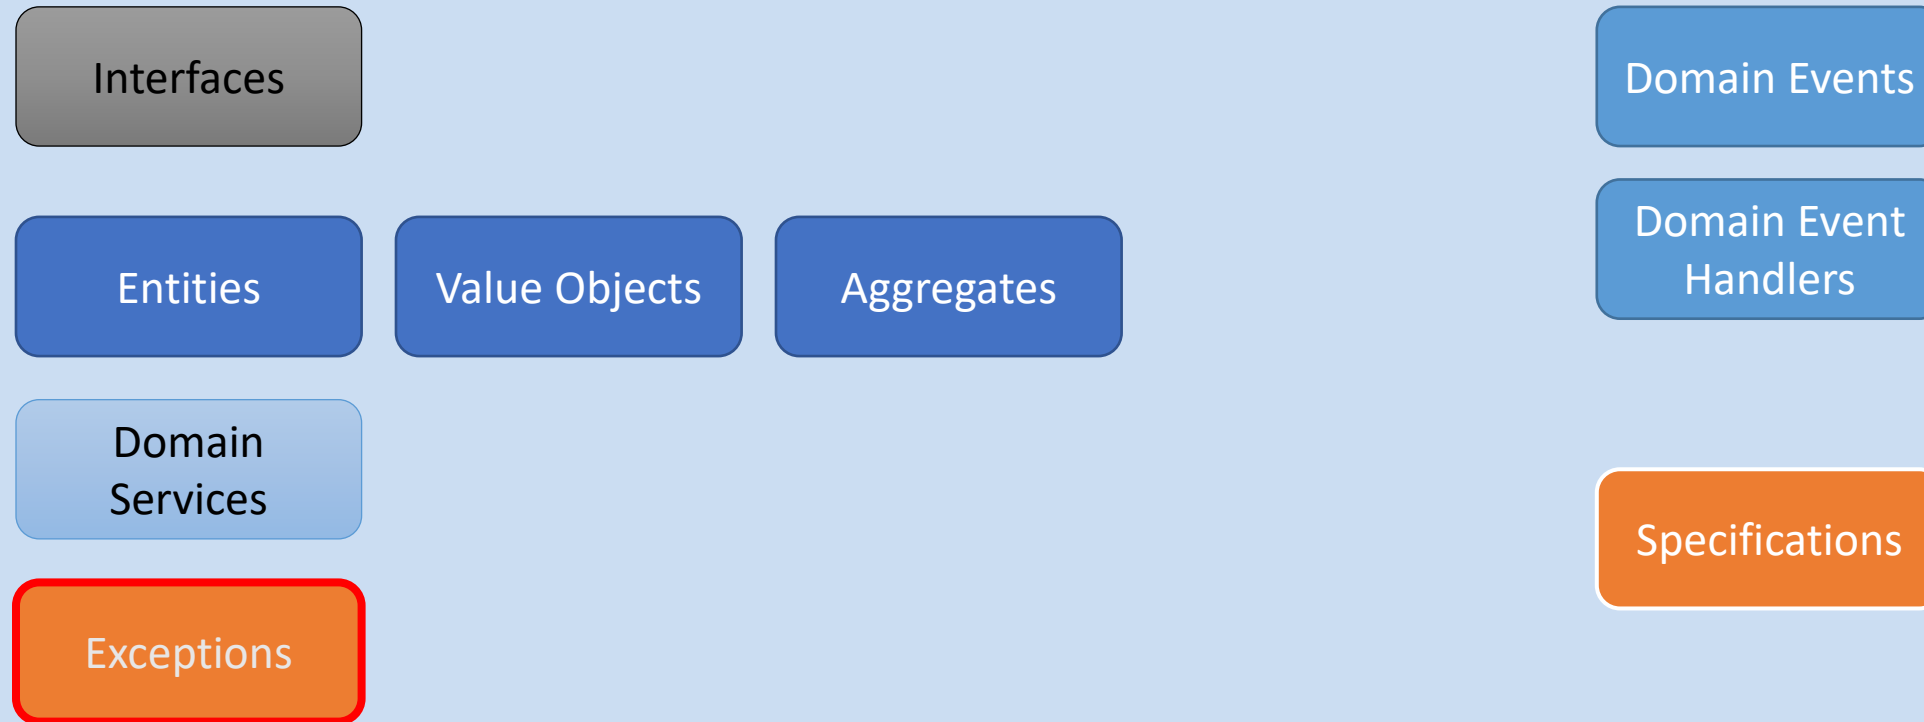 Interfaces
Domain Events
Entities
Value Objects
Aggregates
Domain Event
Handlers
Domain
Services
Specifications
Exceptions